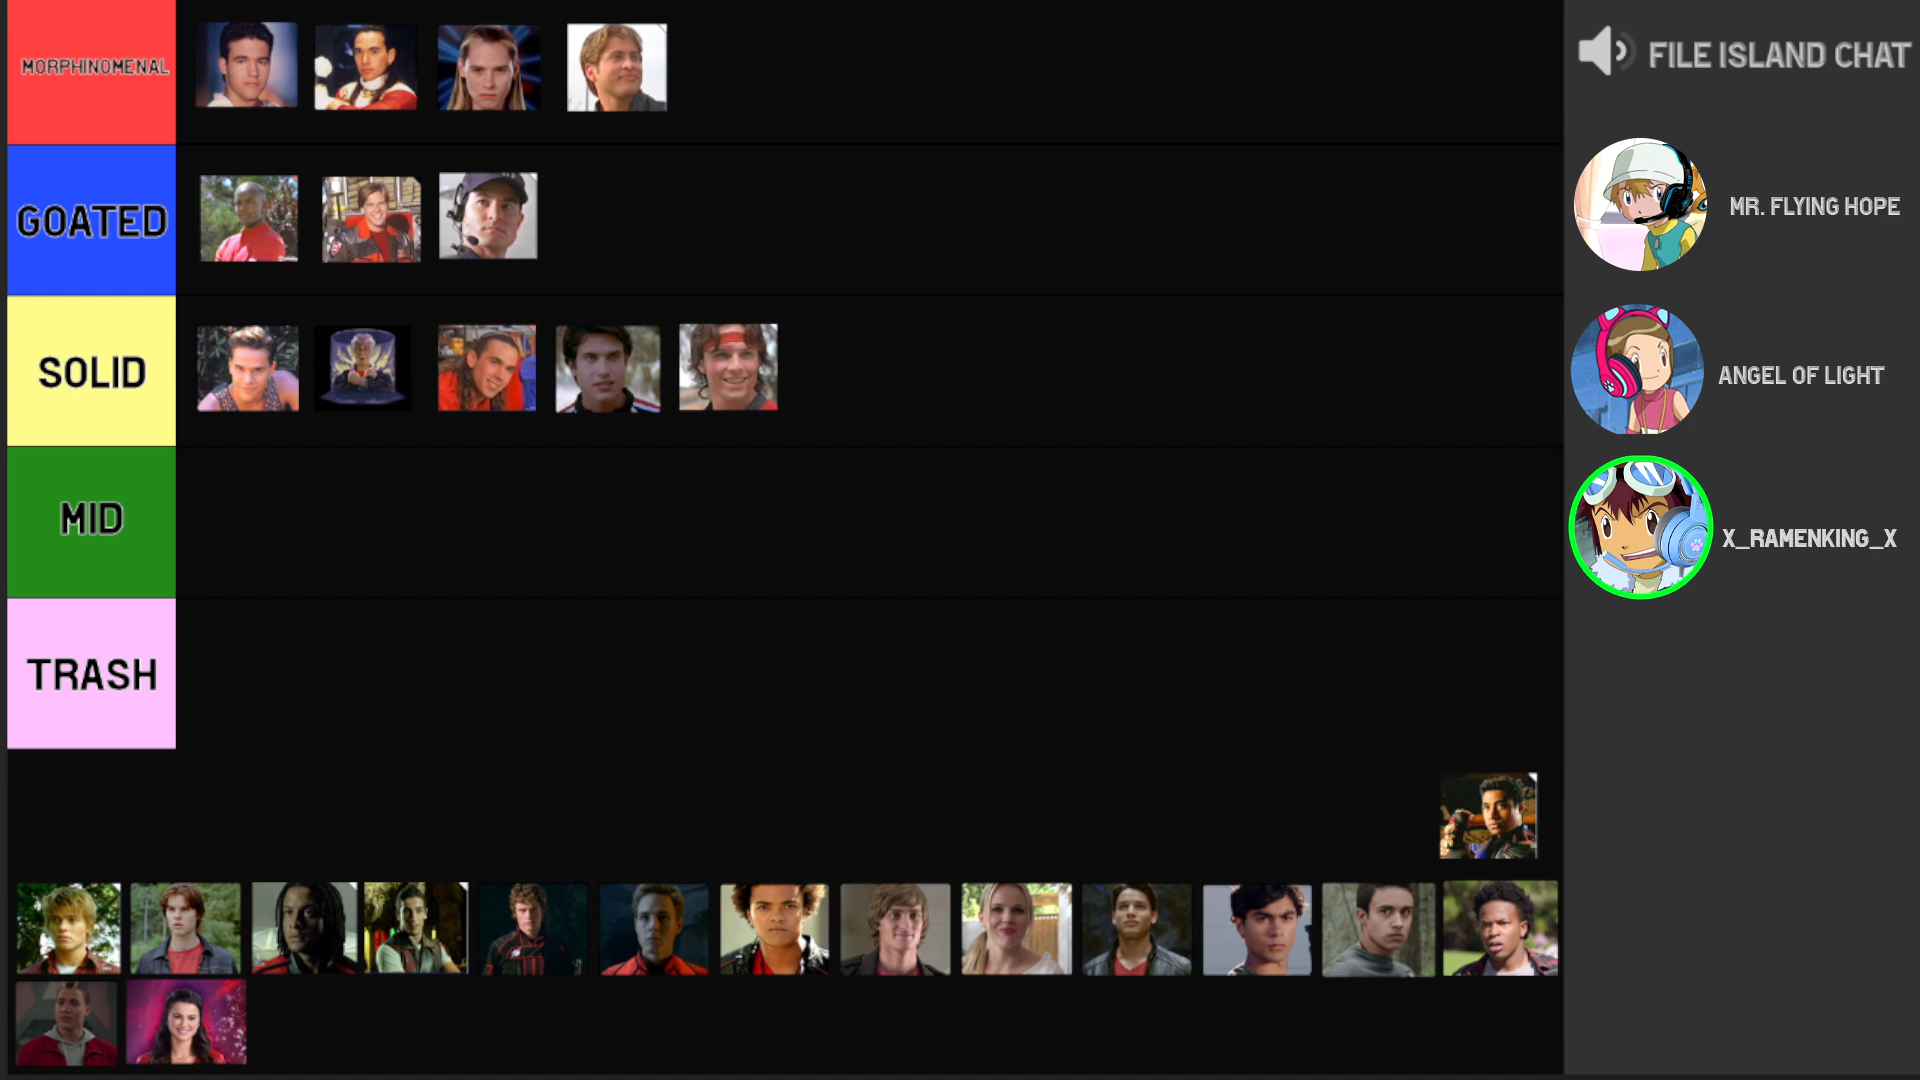 MORPHINOMENAL
GOATED
SOLID
MID
TRASH
FILE ISLAND CHAT
MR. FLYING HOPE
ANGEL OF LIGHT
X_RAMENKING_X